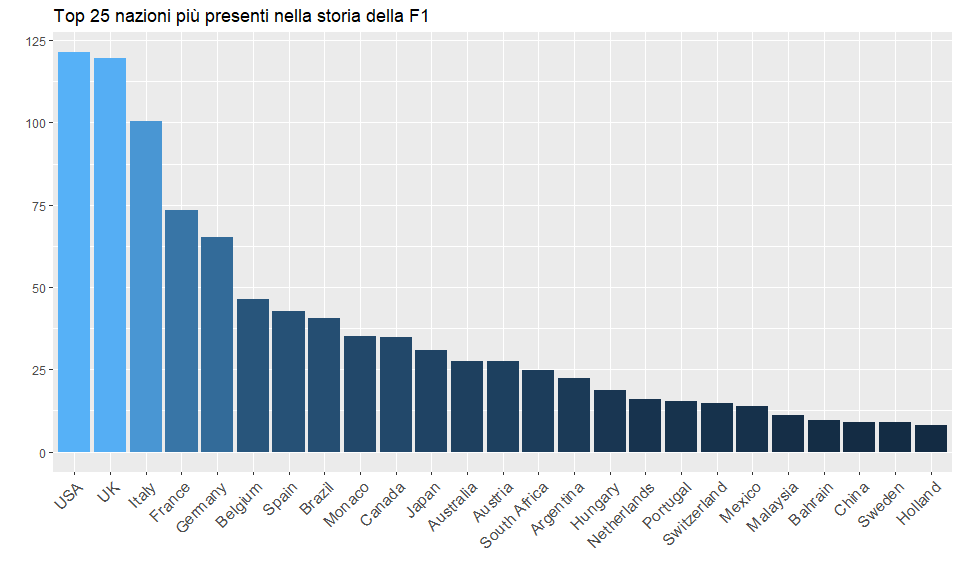 Top 25 nazioni più presenti nella storia della F1
125
100
75
50
25
0
USA
UK
Italy
France
Germany
Belgium
Spain
Brazil
Monaco
Canada
Japan
Australia
Austria
South Africa
Argentina
Hungary
Netherlands
Portugal
Switzerland
Mexico
Malaysia
Bahrain
China
Sweden
Holland